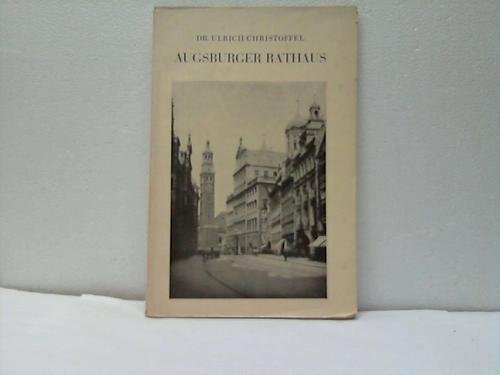 DR. ULRICH CHRISTOFFEL
AUGSBURGER RATHAUS